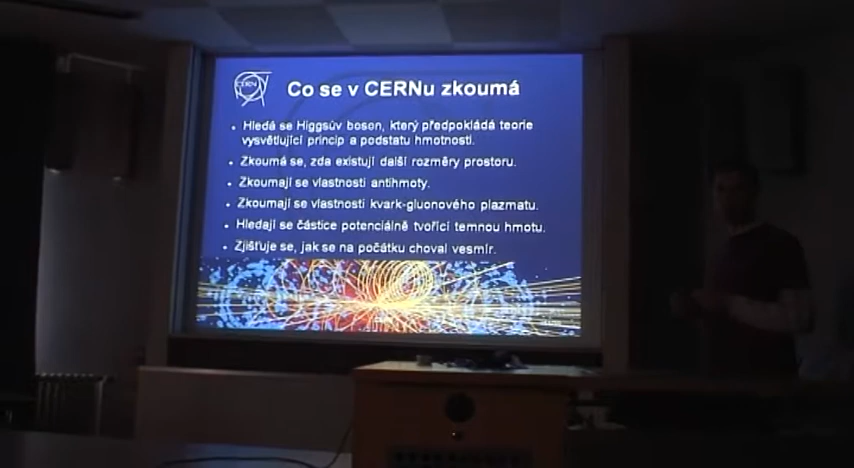 CERN
Co se v CERNu zkoumá
Hledá se Higgsův boson, který předpokládá teorie
vysvětlující princip a podstatu hmotnosti.
Zkoumá se, zda existují další rozměry prostoru.
Zkoumají se vlastnosti antihmoty.
Zkoumají se vlastnosti kvark-gluonového plazmatu.
Hledají se částice potenciálně tvořící temnou hmotu.
Zjišťuje se, jak se na počátku choval vesmír.